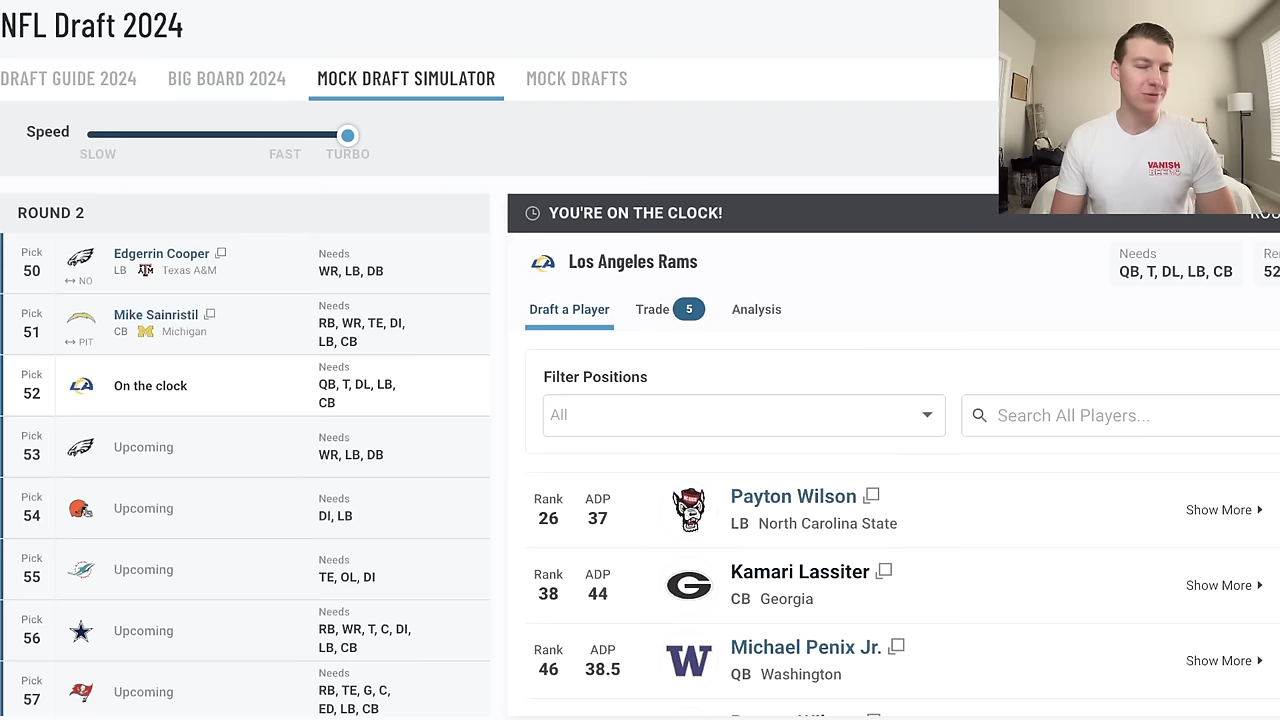 NFL Draft 2024
DRAFT GUIDE 2024
BIG BOARD 2024
MOCK DRAFT SIMULATOR
MOCK DRAFTS
Speed
SLOW
FAST
TURBO
VANISH
ROUND 2
Pick
50
NO
Edgerrin Cooper
LB
Texas A&M
Needs
WR, LB, DB
Pick
51
PIT
Mike Sainristil
CB
Michigan
Needs
RB, WR, TE, DI,
LB, CB
Pick
52
On the clock
Needs
QB, T, DL, LB,
CB
Pick
53
Upcoming
Needs
WR, LB, DB
Pick
54
Upcoming
Needs
DI, LB
Pick
55
Upcoming
Needs
TE, OL, DI
Pick
56
Upcoming
Needs
RB, WR, T, C, DI,
LB, CB
Pick
57
Upcoming
Needs
RB, TE, G, C,
ED, LB, CB
YOU'RE ON THE CLOCK!
Los Angeles Rams
Needs
QB, T, DL, LB, CB
52
Draft a Player
Trade 5
Analysis
Filter Positions
All
Search All Players...
Rank
26
ADP
37
Payton Wilson
LB North Carolina State
Show More
Rank
38
ADP
44
Kamari Lassiter
CB Georgia
Show More
Rank
46
ADP
38.5
Michael Penix Jr.
QB Washington
Show More